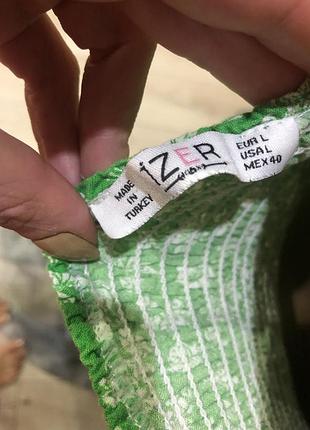 MADE
IN
TURKEY
iZER
EUR L
USA L
MEX 40